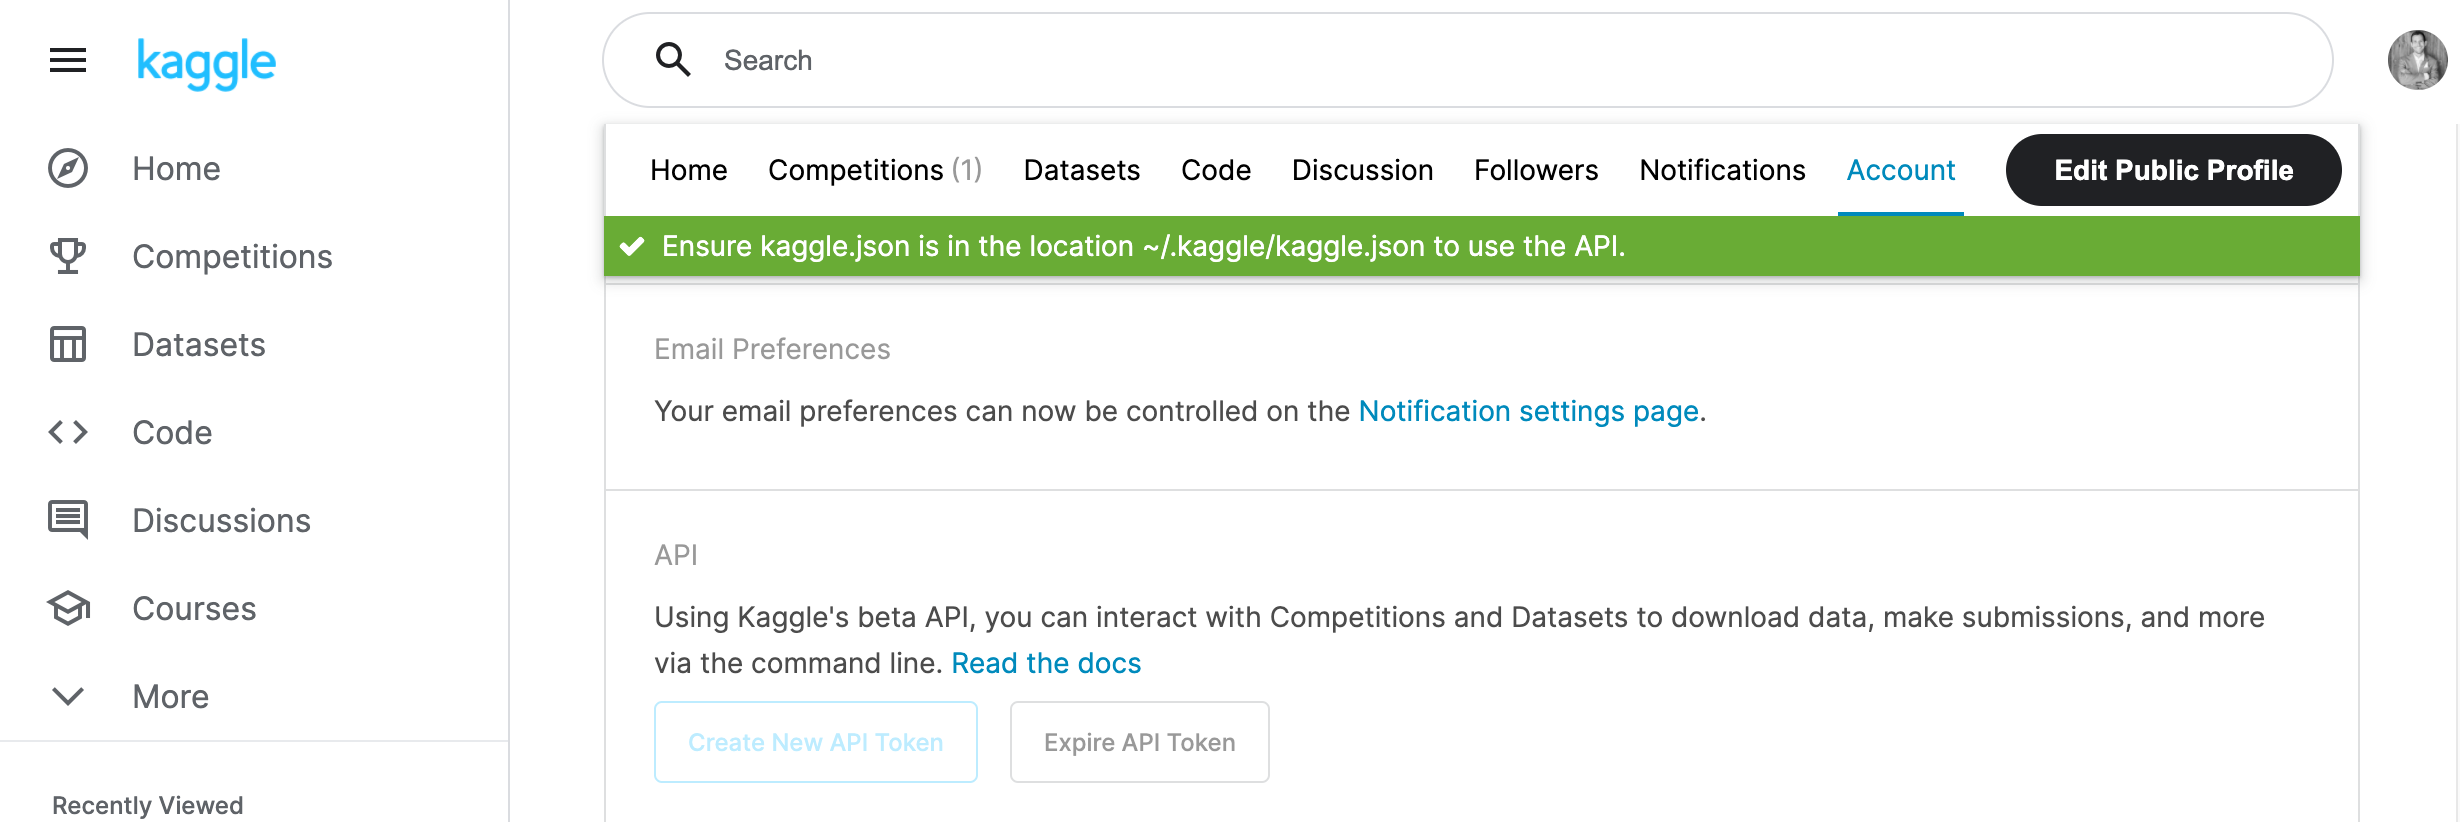 kaggle
Search
Home
Competitions
Datasets
Code
Discussions
Courses
More
Recently Viewed
Home Competitions (1) Datasets Code Discussion Followers Notifications Account Edit Public Profile
Ensure kaggle.json is in the location ~/.kaggle/kaggle.json to use the API.
Email Preferences
Your email preferences can now be controlled on the Notification settings page.
API
Using Kaggle's beta API, you can interact with Competitions and Datasets to download data, make submissions, and more
via the command line. Read the docs
Create New API Token Expire API Token